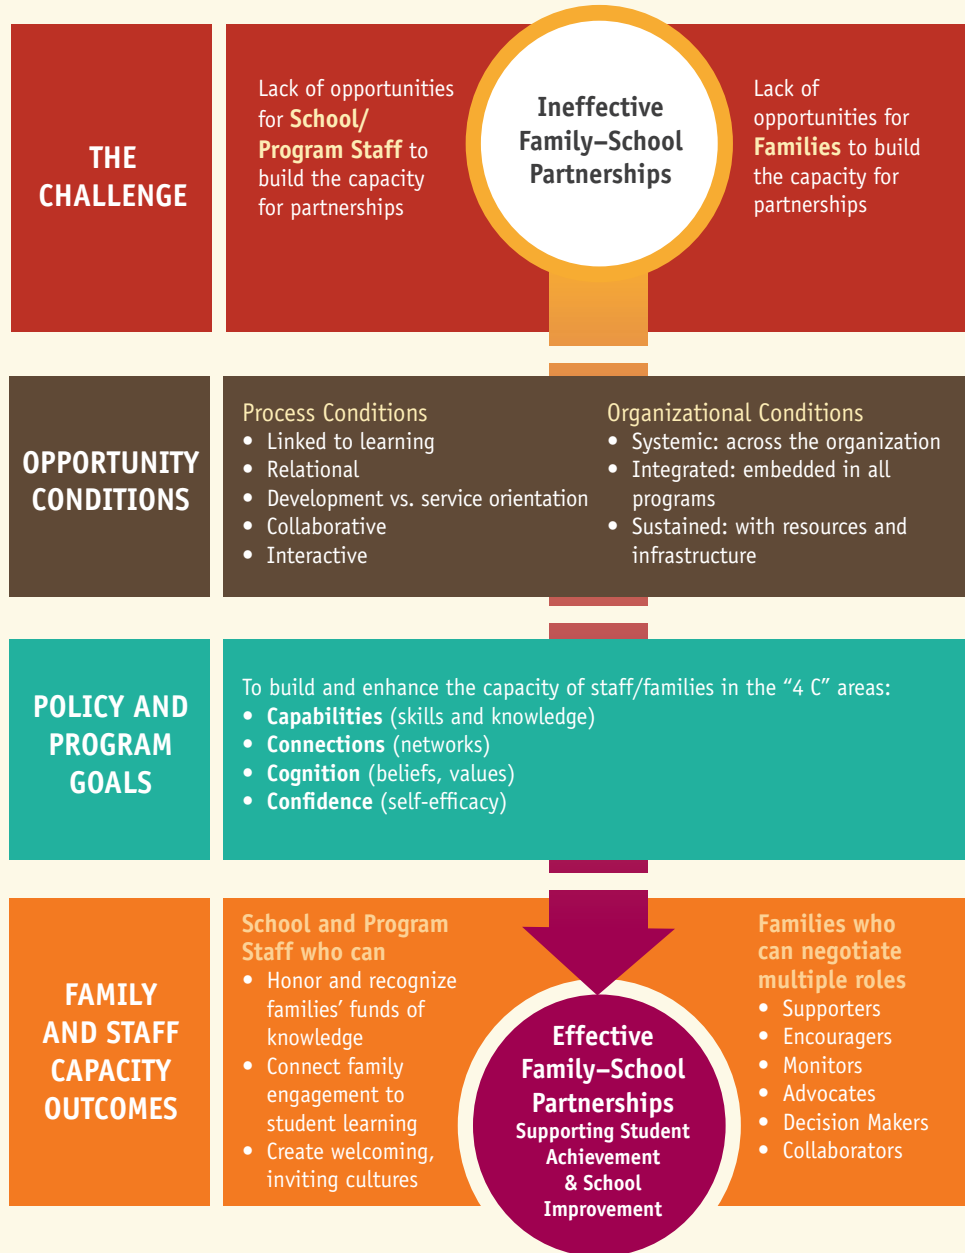 THE
CHALLENGE
Lack of opportunities
for School/
Program Staff to
build the capacity
for partnerships
Ineffective
Family–School
Partnerships
Lack of
opportunities for
Families to build
the capacity for
partnerships
OPPORTUNITY
CONDITIONS
Process Conditions
• Linked to learning
• Relational
• Development vs. service orientation
• Collaborative
• Interactive
Organizational Conditions
• Systemic: across the organization
• Integrated: embedded in all
programs
• Sustained: with resources and
infrastructure
POLICY AND
PROGRAM
GOALS
To build and enhance the capacity of staff/families in the “4 C” areas:
• Capabilities (skills and knowledge)
• Connections (networks)
• Cognition (beliefs, values)
• Confidence (self-efficacy)
FAMILY
AND STAFF
CAPACITY
OUTCOMES
School and Program
Staff who can
• Honor and recognize
families’ funds of
knowledge
• Connect family
engagement to
student learning
• Create welcoming,
inviting cultures
Effective
Family–School
Partnerships
Supporting Student
Achievement
& School
Improvement
Families who
can negotiate
multiple roles
• Supporters
• Encouragers
• Monitors
• Advocates
• Decision Makers
• Collaborators